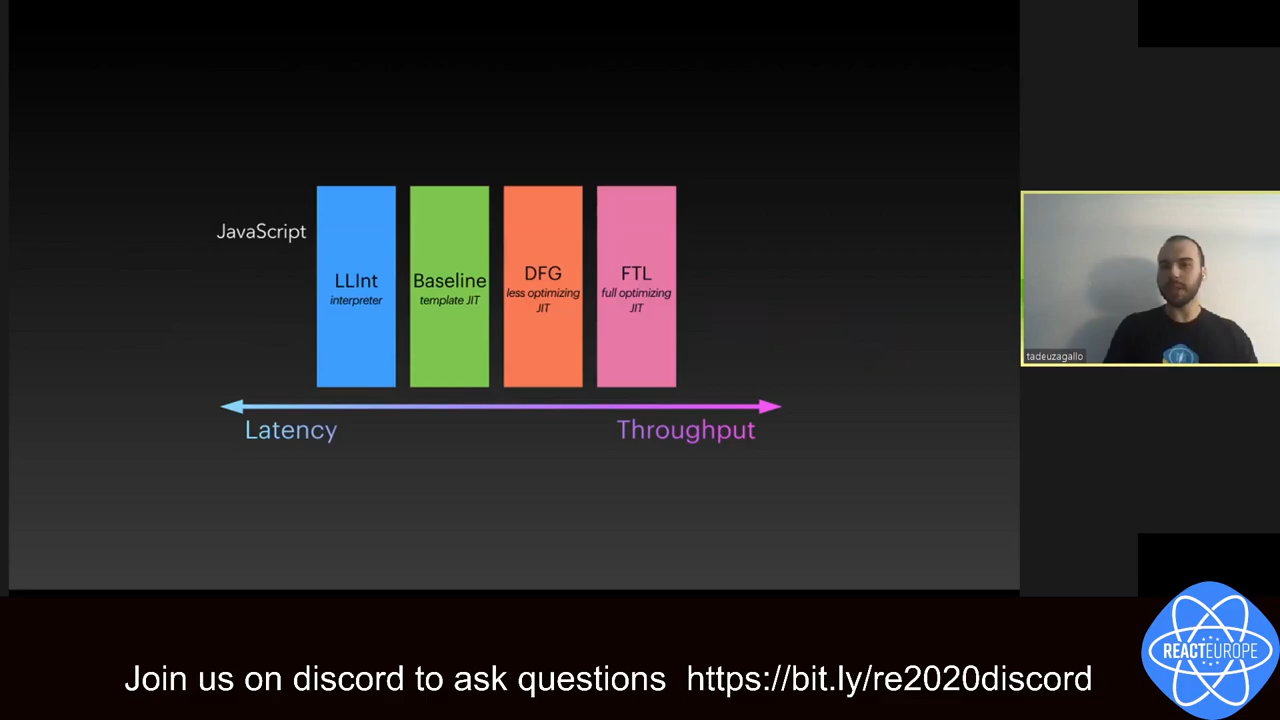 JavaScript
LLInt
interpreter
Baseline
template JIT
DFG
less optimizing
JIT
FTL
full optimizing
JIT
Latency
Throughput
tadeuzagallo
REACTEUROPE
Join us on discord to ask questions https://bit.ly/re2020discord